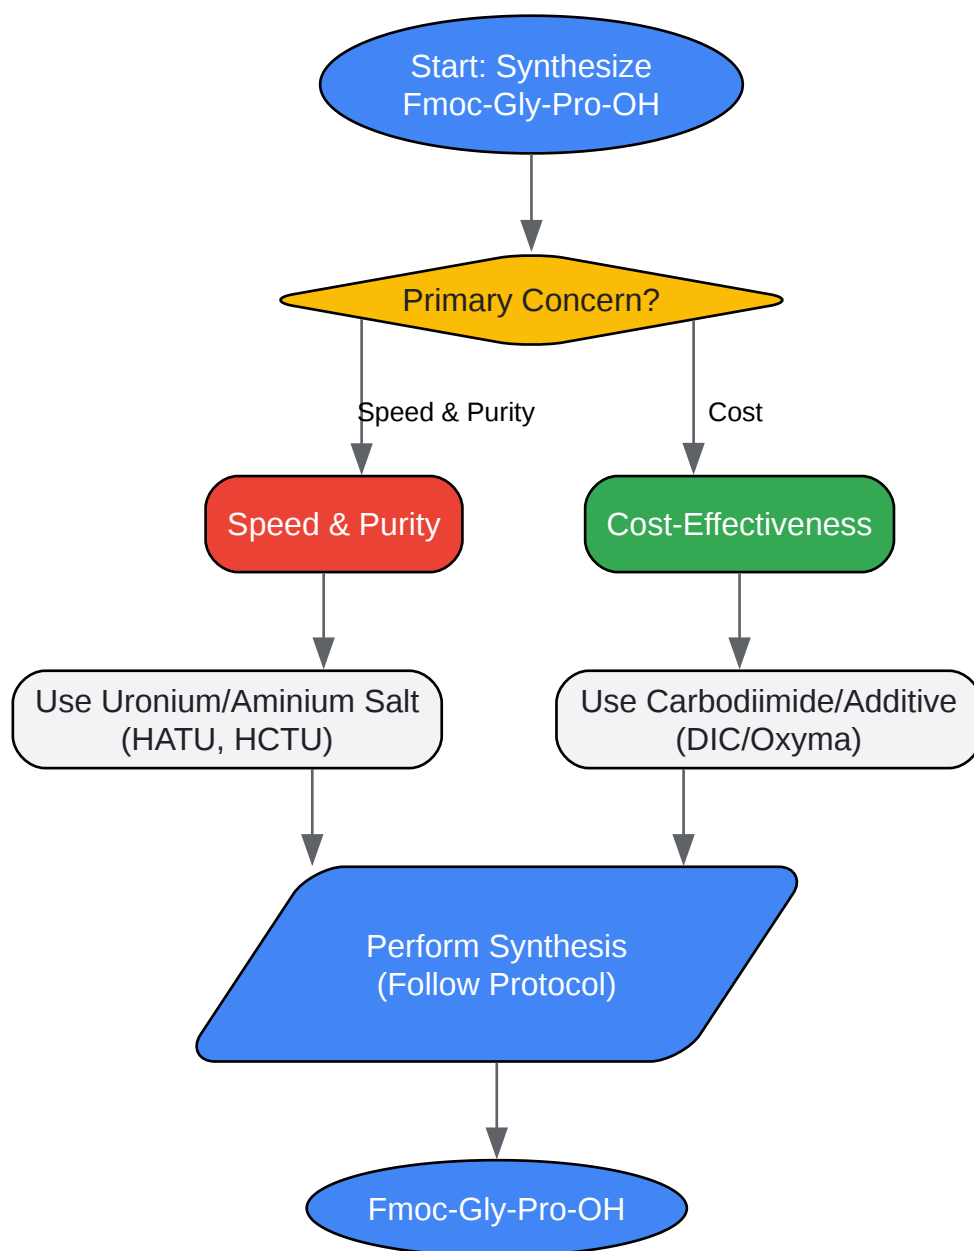 Start: Synthesize
Fmoc-Gly-Pro-OH
Primary Concern?
Speed & Purity
Cost
Speed & Purity
Cost-Effectiveness
Use Uronium/Aminium Salt
(HATU, HCTU)
Use Carbodiimide/Additive
(DIC/Oxyma)
Perform Synthesis
(Follow Protocol)
Fmoc-Gly-Pro-OH